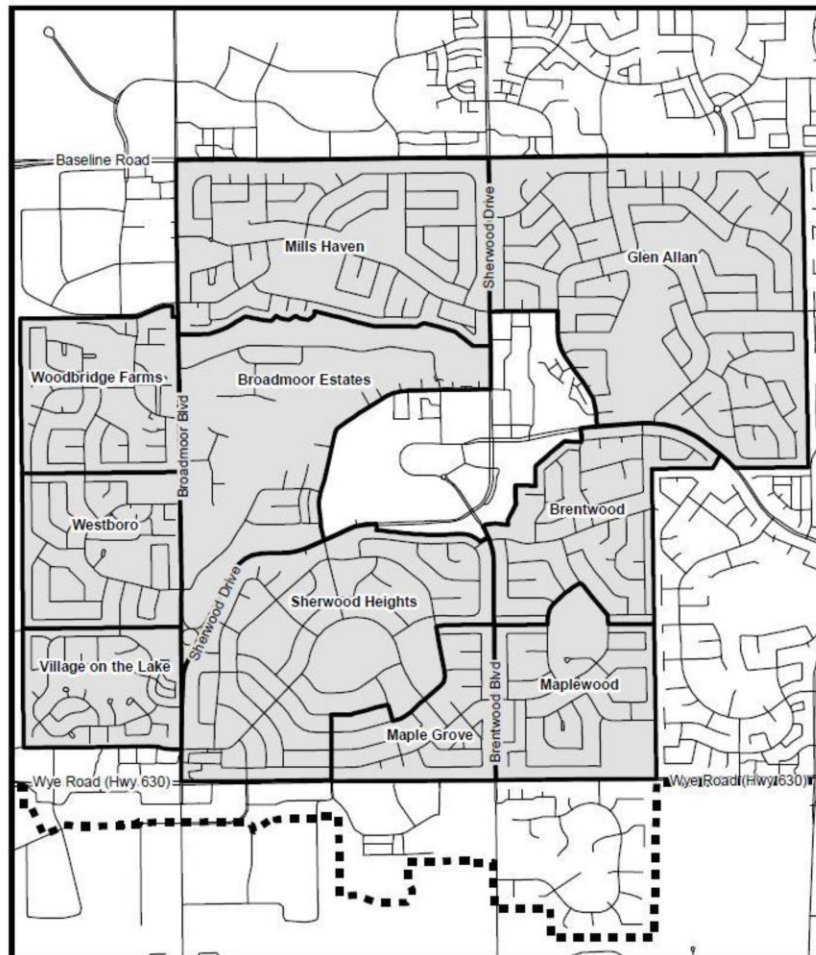 Baseline Road
Sherwood Drive
Mills Haven
Glen Allan
Woodbridge Farms
Broadmoor Estates
Broadmoor Blvd
Westboro
Brentwood
Sherwood Drive
Sherwood Heights
Village on the Lake
Maplewood
Brentwood Blvd
Maple Grove
Wye Road (Hwy 630)
Wye Road (Hwy 630)